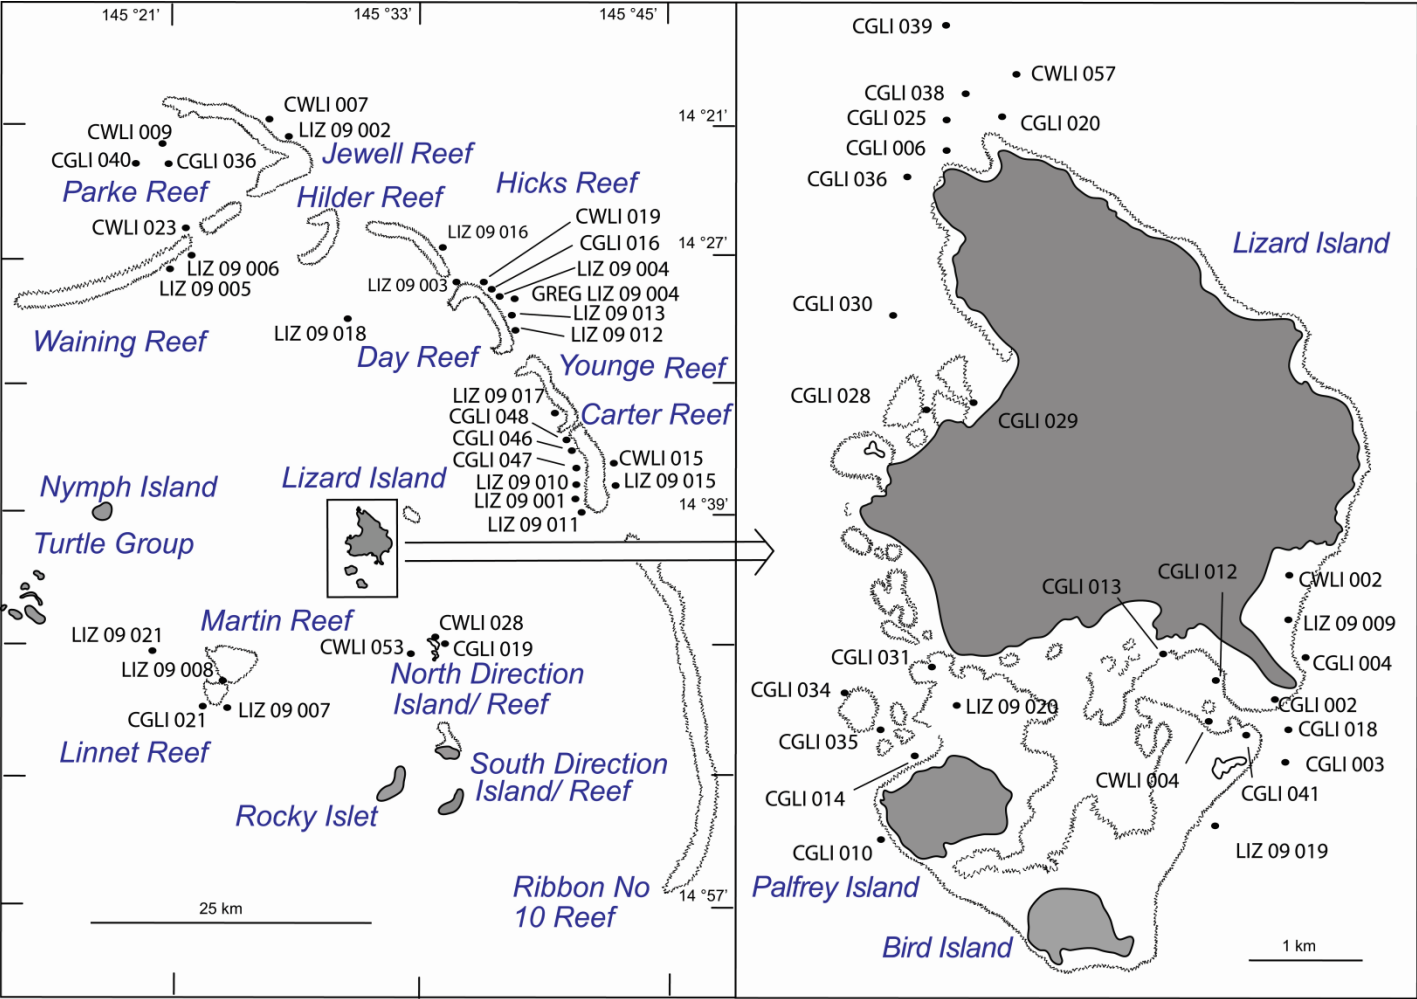 145 °21’
145 °33’
145 °45’
CWLI 007
14 °21’
LIZ 09 002
CWLI 009
CGLI 040
CGLI 036
Jewell Reef
Parke Reef
Hilder Reef
Hicks Reef
CWLI 019
CWLI 023
LIZ 09 016
CGLI 016
14 °27’
LIZ 09 006
LIZ 09 004
LIZ 09 005
LIZ 09 003
GREG LIZ 09 004
LIZ 09 013
LIZ 09 018
LIZ 09 012
Waining Reef
Day Reef
Younge Reef
LIZ 09 017
CGLI 048
Carter Reef
CGLI 046
CGLI 047
CWLI 015
Lizard Island
LIZ 09 010
LIZ 09 015
Nymph Island
LIZ 09 001
14 °39’
LIZ 09 011
Turtle Group
Martin Reef
CWLI 028
LIZ 09 021
CWLI 053
CGLI 019
LIZ 09 008
North Direction
Island/ Reef
CGLI 021
LIZ 09 007
Linnet Reef
South Direction
Island/ Reef
Rocky Islet
Ribbon No
10 Reef
14 °57’
25 km
CGLI 039
CWLI 057
CGLI 038
CGLI 025
CGLI 020
CGLI 006
CGLI 036
Lizard Island
CGLI 030
CGLI 028
CGLI 029
CGLI 013
CGLI 012
CWLI 002
LIZ 09 009
CGLI 031
CGLI 004
CGLI 034
LIZ 09 020
CGLI 002
CGLI 018
CGLI 035
CGLI 003
CWLI 004
CGLI 014
CGLI 041
CGLI 010
LIZ 09 019
Palfrey Island
Bird Island
1 km